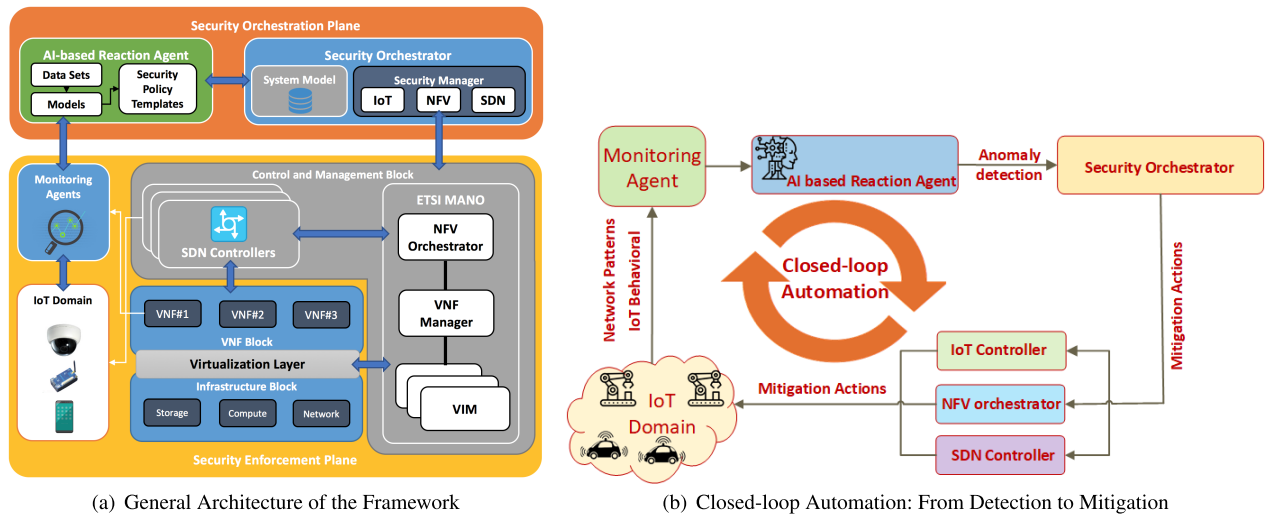 Security Orchestration Plane
AI-based Reaction Agent
Data Sets
Models
Security
Policy
Templates
Security Orchestrator
System Model
Security Manager
IoT
NFV
SDN
Monitoring
Agents
IoT Domain
Control and Management Block
SDN Controllers
ETSI MANO
NFV
Orchestrator
VNF
Manager
VIM
VNF#1
VNF#2
VNF#3
VNF Block
Virtualization Layer
Infrastructure Block
Storage
Compute
Network
Security Enforcement Plane
(a) General Architecture of the Framework
Monitoring
Agent
AI based Reaction Agent
Anomaly
detection
Security Orchestrator
Network Patterns
IoT Behavioral
Closed-loop
Automation
Mitigation Actions
IoT Controller
NFV orchestrator
SDN Controller
Mitigation Actions
IoT
Domain
(b) Closed-loop Automation: From Detection to Mitigation